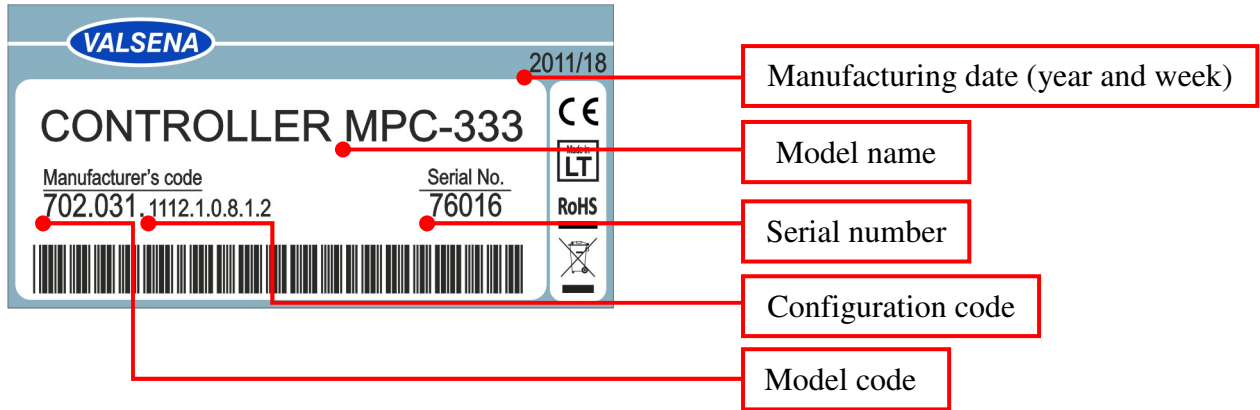 VALSENA
2011/18
CONTROLLER MPC-333
Manufacturer's code
702.031.1112.1.0.8.1.2
Serial No.
76016
CE
Made in
LT
RoHS
Manufacturing date (year and week)
Model name
Serial number
Configuration code
Model code